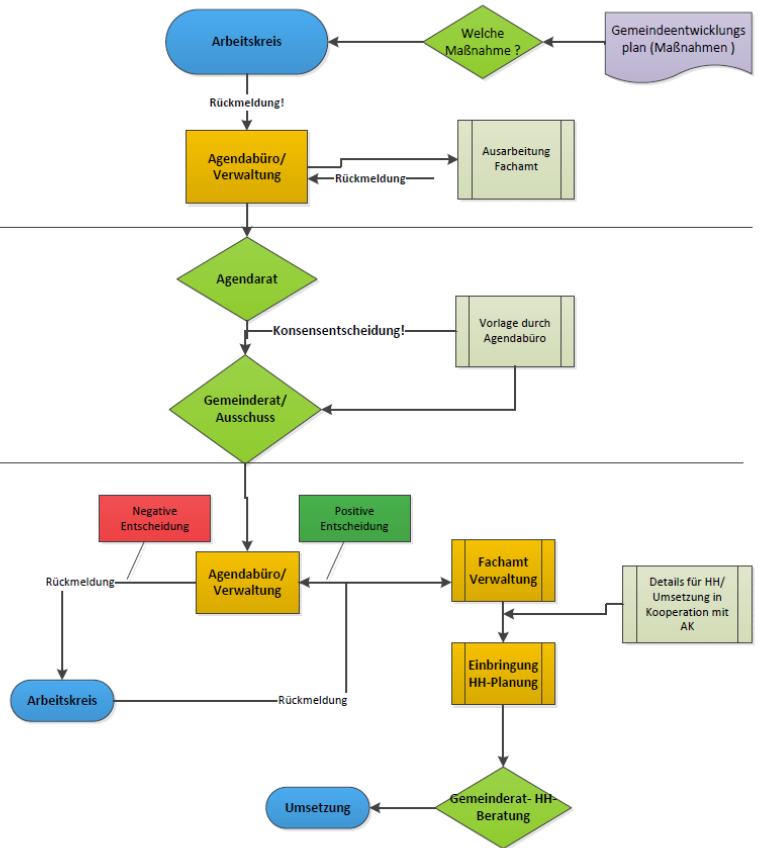 Arbeitskreis
Welche
Maßnahme ?
Gemeindeentwicklungs
plan (Maßnahmen )
Rückmeldung!
Agendabüro/
Verwaltung
Rückmeldung
Ausarbeitung
Fachamt
Agendarat
Konsensentscheidung!
Vorlage durch
Agendabüro
Gemeinderat/
Ausschuss
Negative
Entscheidung
Positive
Entscheidung
Rückmeldung
Agendabüro/
Verwaltung
Fachamt
Verwaltung
Details für HH/
Umsetzung in
Kooperation mit
AK
Einbringung
HH-Planung
Arbeitskreis
Rückmeldung
Umsetzung
Gemeinderat- HH-
Beratung